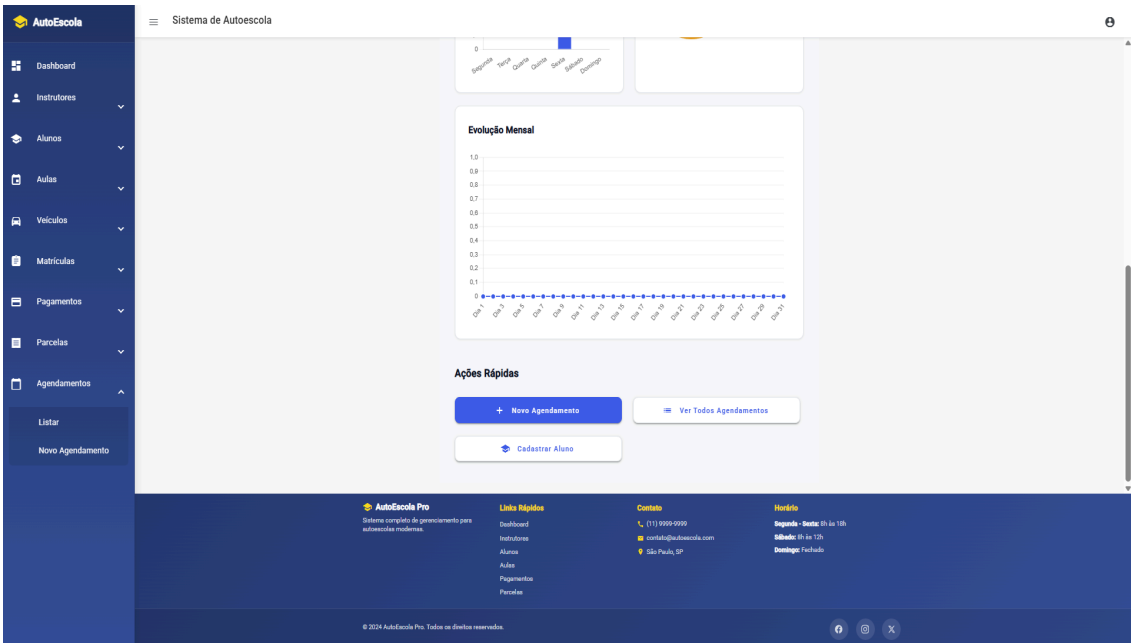 AutoEscola
Sistema de Autoescola
Dashboard
Instrutores
Alunos
Aulas
Veículos
Matrículas
Pagamentos
Parcelas
Agendamentos
Listar
Novo Agendamento
0
Segunda
Terça
Quarta
Quinta
Sexta
Sábado
Domingo
Evolução Mensal
1,0
0,9
0,8
0,7
0,6
0,5
0,4
0,3
0,2
0,1
0
Dia 1
Dia 3
Dia 5
Dia 7
Dia 9
Dia 11
Dia 13
Dia 15
Dia 17
Dia 19
Dia 21
Dia 23
Dia 25
Dia 27
Dia 29
Dia 31
Ações Rápidas
Novo Agendamento
Ver Todos Agendamentos
Cadastrar Aluno
AutoEscola Pro
Sistema completo de gerenciamento para
autoescolas modernas.
Links Rápidos
Dashboard
Instrutores
Alunos
Aulas
Pagamentos
Parcelas
Contato
(11) 9999-9999
contato@autoescola.com
São Paulo, SP
Horário
Segunda - Sexta: 8h às 18h
Sábado: 8h às 12h
Domingo: Fechado
© 2024 AutoEscola Pro. Todos os direitos reservados.